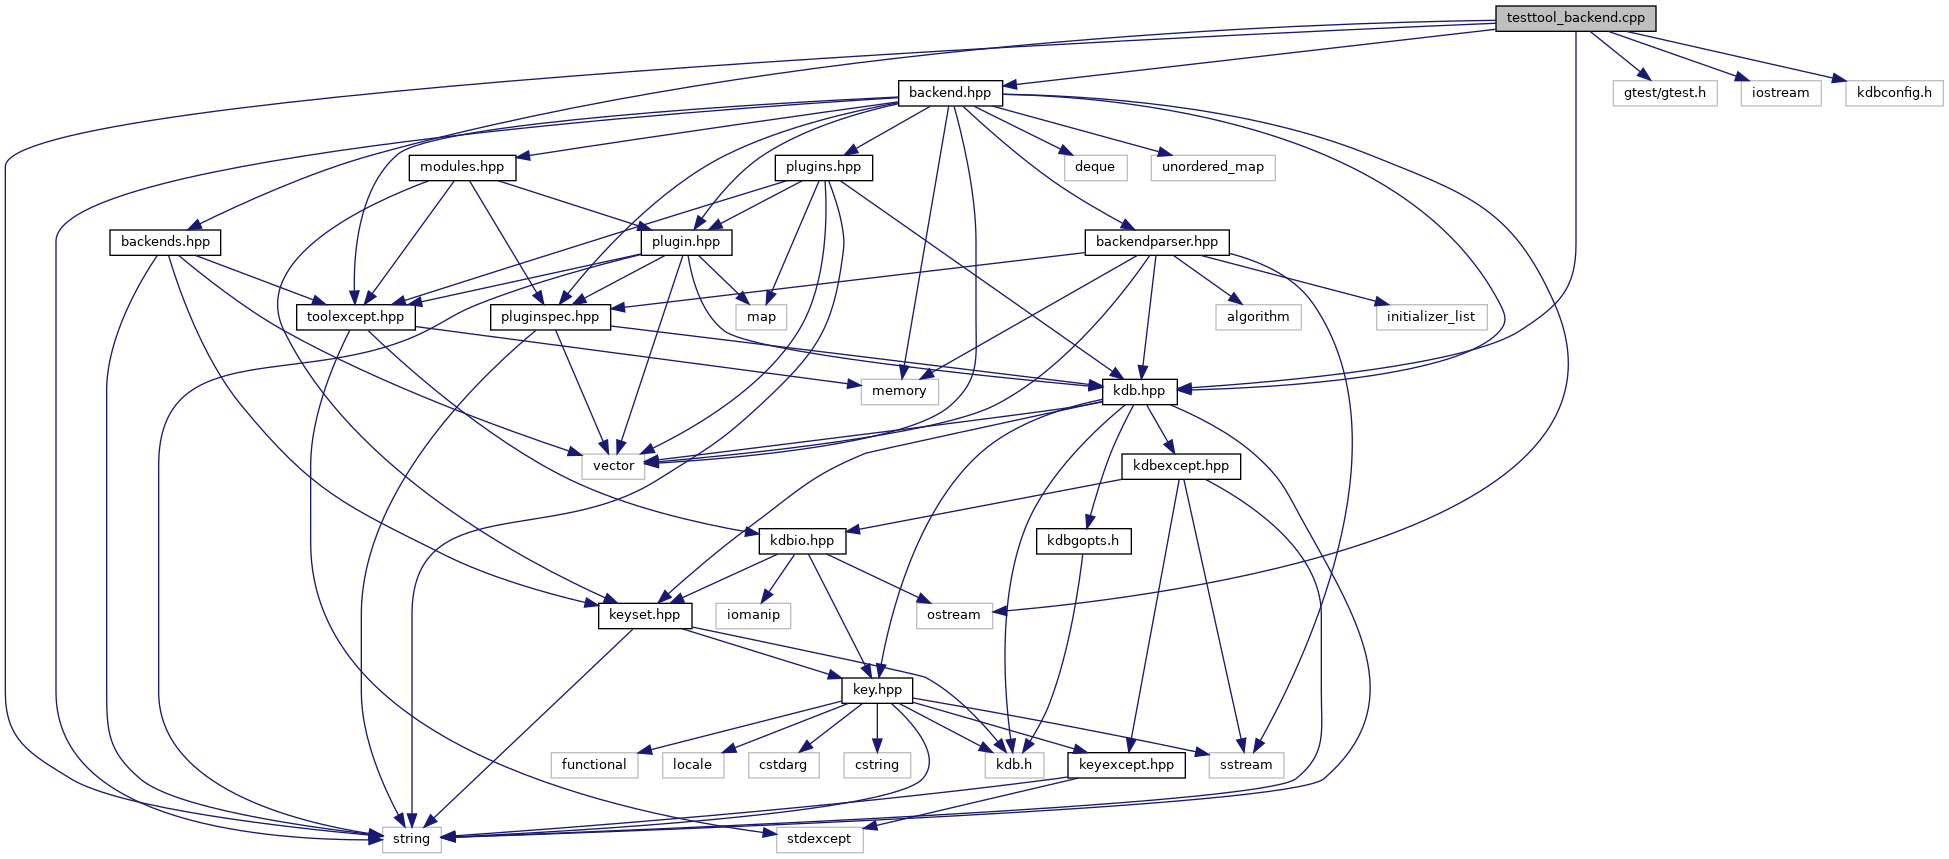 testtool_backend.cpp
backend.hpp
gtest/gtest.h
iostream
kdbconfig.h
modules.hpp
plugins.hpp
deque
unordered_map
backends.hpp
plugin.hpp
backendparser.hpp
toolexcept.hpp
pluginspec.hpp
map
algorithm
initializer_list
memory
kdb.hpp
vector
kdbexcept.hpp
kdbio.hpp
kdbgopts.h
keyset.hpp
iomanip
ostream
key.hpp
functional
locale
cstdarg
cstring
kdb.h
keyexcept.hpp
sstream
string
stdexcept